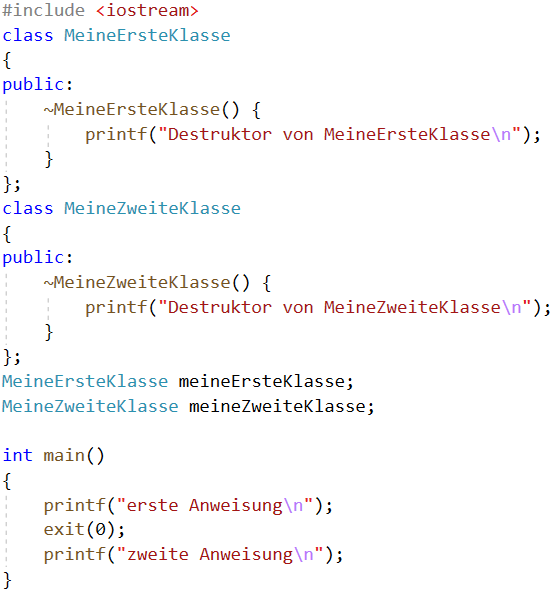 #include <iostream>
class MeineErsteKlasse
{
public:
    ~MeineErsteKlasse() {
        printf("Destruktor von MeineErsteKlasse\n");
    }
};
class MeineZweiteKlasse
{
public:
    ~MeineZweiteKlasse() {
        printf("Destruktor von MeineZweiteKlasse\n");
    }
};
MeineErsteKlasse meineErsteKlasse;
MeineZweiteKlasse meineZweiteKlasse;

int main()
{
    printf("erste Anweisung\n");
    exit(0);
    printf("zweite Anweisung\n");
}